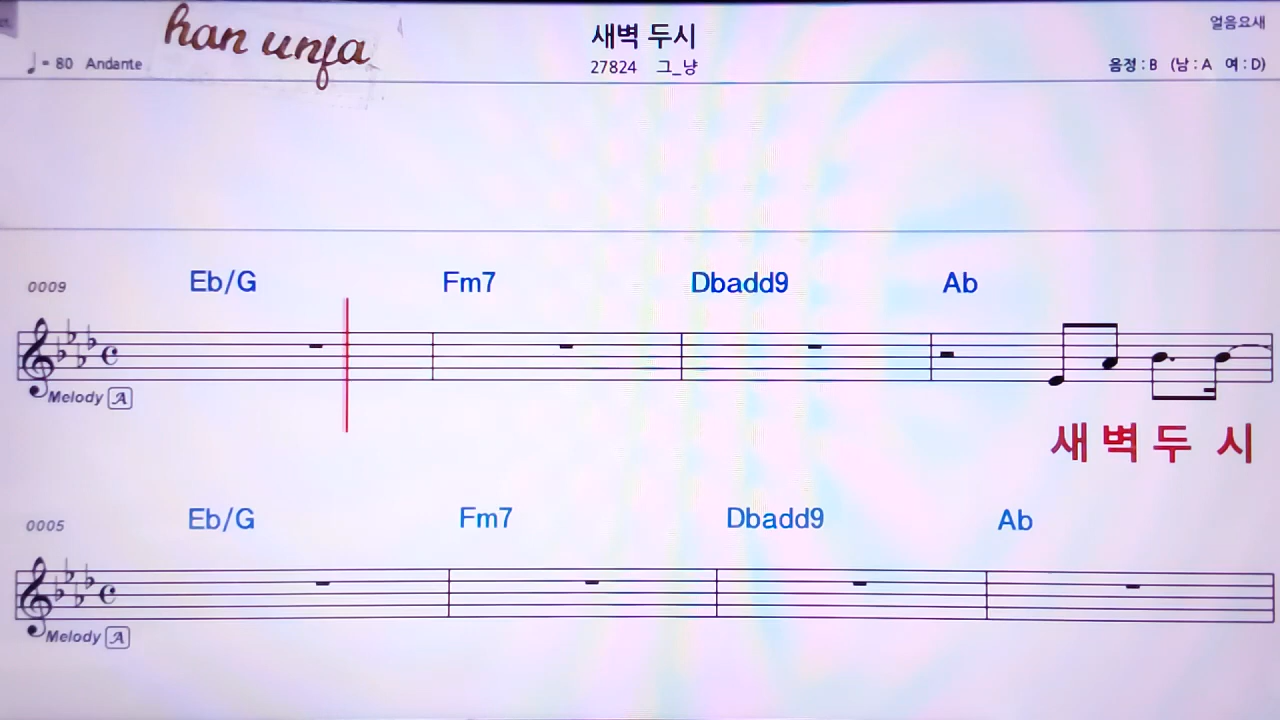 han unja
새벽 두시
얼음요새
♩ = 80 Andante
27824 그_냥
음정 : B (남 : A 여 : D)
0009 Eb/G Fm7 Dbadd9 Ab
Melody A
새 벽 두 시
0005 Eb/G Fm7 Dbadd9 Ab
Melody A